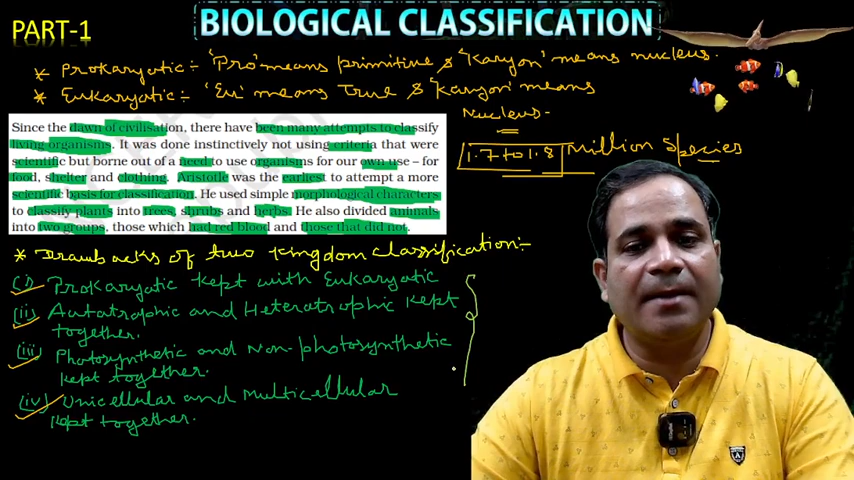 PART-1
BIOLOGICAL CLASSIFICATION
* Prokaryotic:- 'Pro' means primitive & 'Karyon' means nucleus.
* Eukaryotic:- 'Eu' means True & 'Karyon' means
Nucleus.
1.7 to 1.8 Million Species
Since the dawn of civilisation, there have been many attempts to classify
living organisms. It was done instinctively not using criteria that were
scientific but borne out of a need to use organisms for our own use – for
food, shelter and clothing. Aristotle was the earliest to attempt a more
scientific basis for classification. He used simple morphological characters
to classify plants into trees, shrubs and herbs. He also divided animals
into two groups, those which had red blood and those that did not.
* Drawbacks of two kingdom classification:-
(i) Prokaryotic kept with Eukaryotic
(ii) Autotrophic and Heterotrophic kept
together.
(iii) Photosynthetic and Non-photosynthetic
kept together.
(iv) Unicellular and Multicellular
kept together.